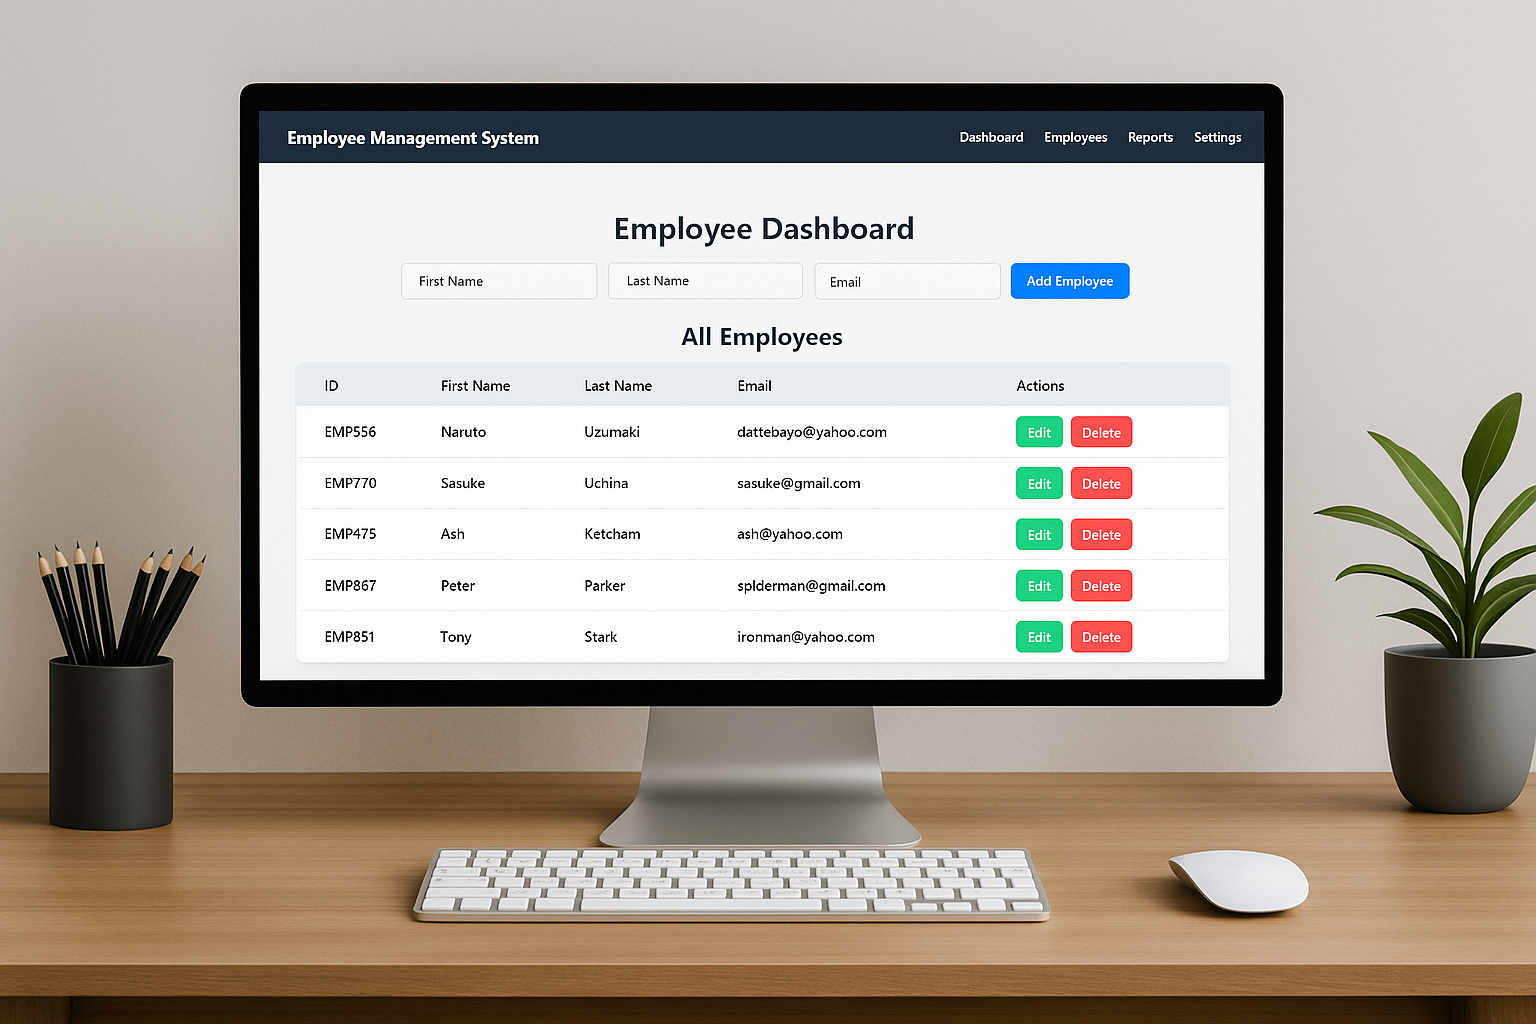 Employee Management System Dashboard Employees Reports Settings
Employee Dashboard
First Name Last Name Email Add Employee
All Employees
ID First Name Last Name Email Actions
EMP556 Naruto Uzumaki dattebayo@yahoo.com Edit Delete
EMP770 Sasuke Uchina sasuke@gmail.com Edit Delete
EMP475 Ash Ketcham ash@yahoo.com Edit Delete
EMP867 Peter Parker splderman@gmail.com Edit Delete
EMP851 Tony Stark ironman@yahoo.com Edit Delete